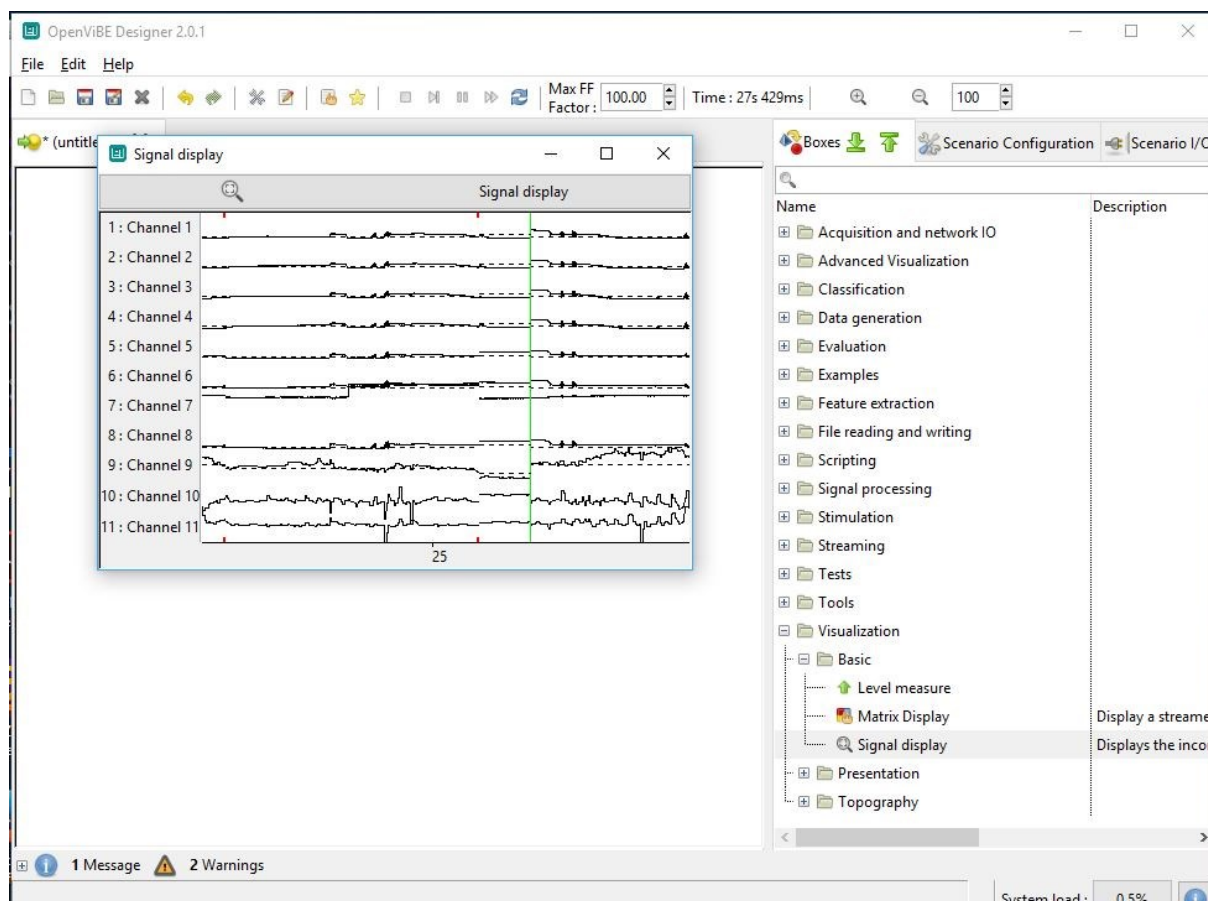 OpenViBE Designer 2.0.1
File Edit Help
Max FF Factor : 100.00 Time : 27s 429ms 100
* (untitle
Signal display
Signal display
1 : Channel 1
2 : Channel 2
3 : Channel 3
4 : Channel 4
5 : Channel 5
6 : Channel 6
7 : Channel 7
8 : Channel 8
9 : Channel 9
10 : Channel 10
11 : Channel 11
25
Boxes Scenario Configuration Scenario I/O
Name Description
Acquisition and network IO
Advanced Visualization
Classification
Data generation
Evaluation
Examples
Feature extraction
File reading and writing
Scripting
Signal processing
Stimulation
Streaming
Tests
Tools
Visualization
Basic
Level measure
Matrix Display Display a streame
Signal display Displays the inco
Presentation
Topography
1 Message 2 Warnings
System load : 0.5%